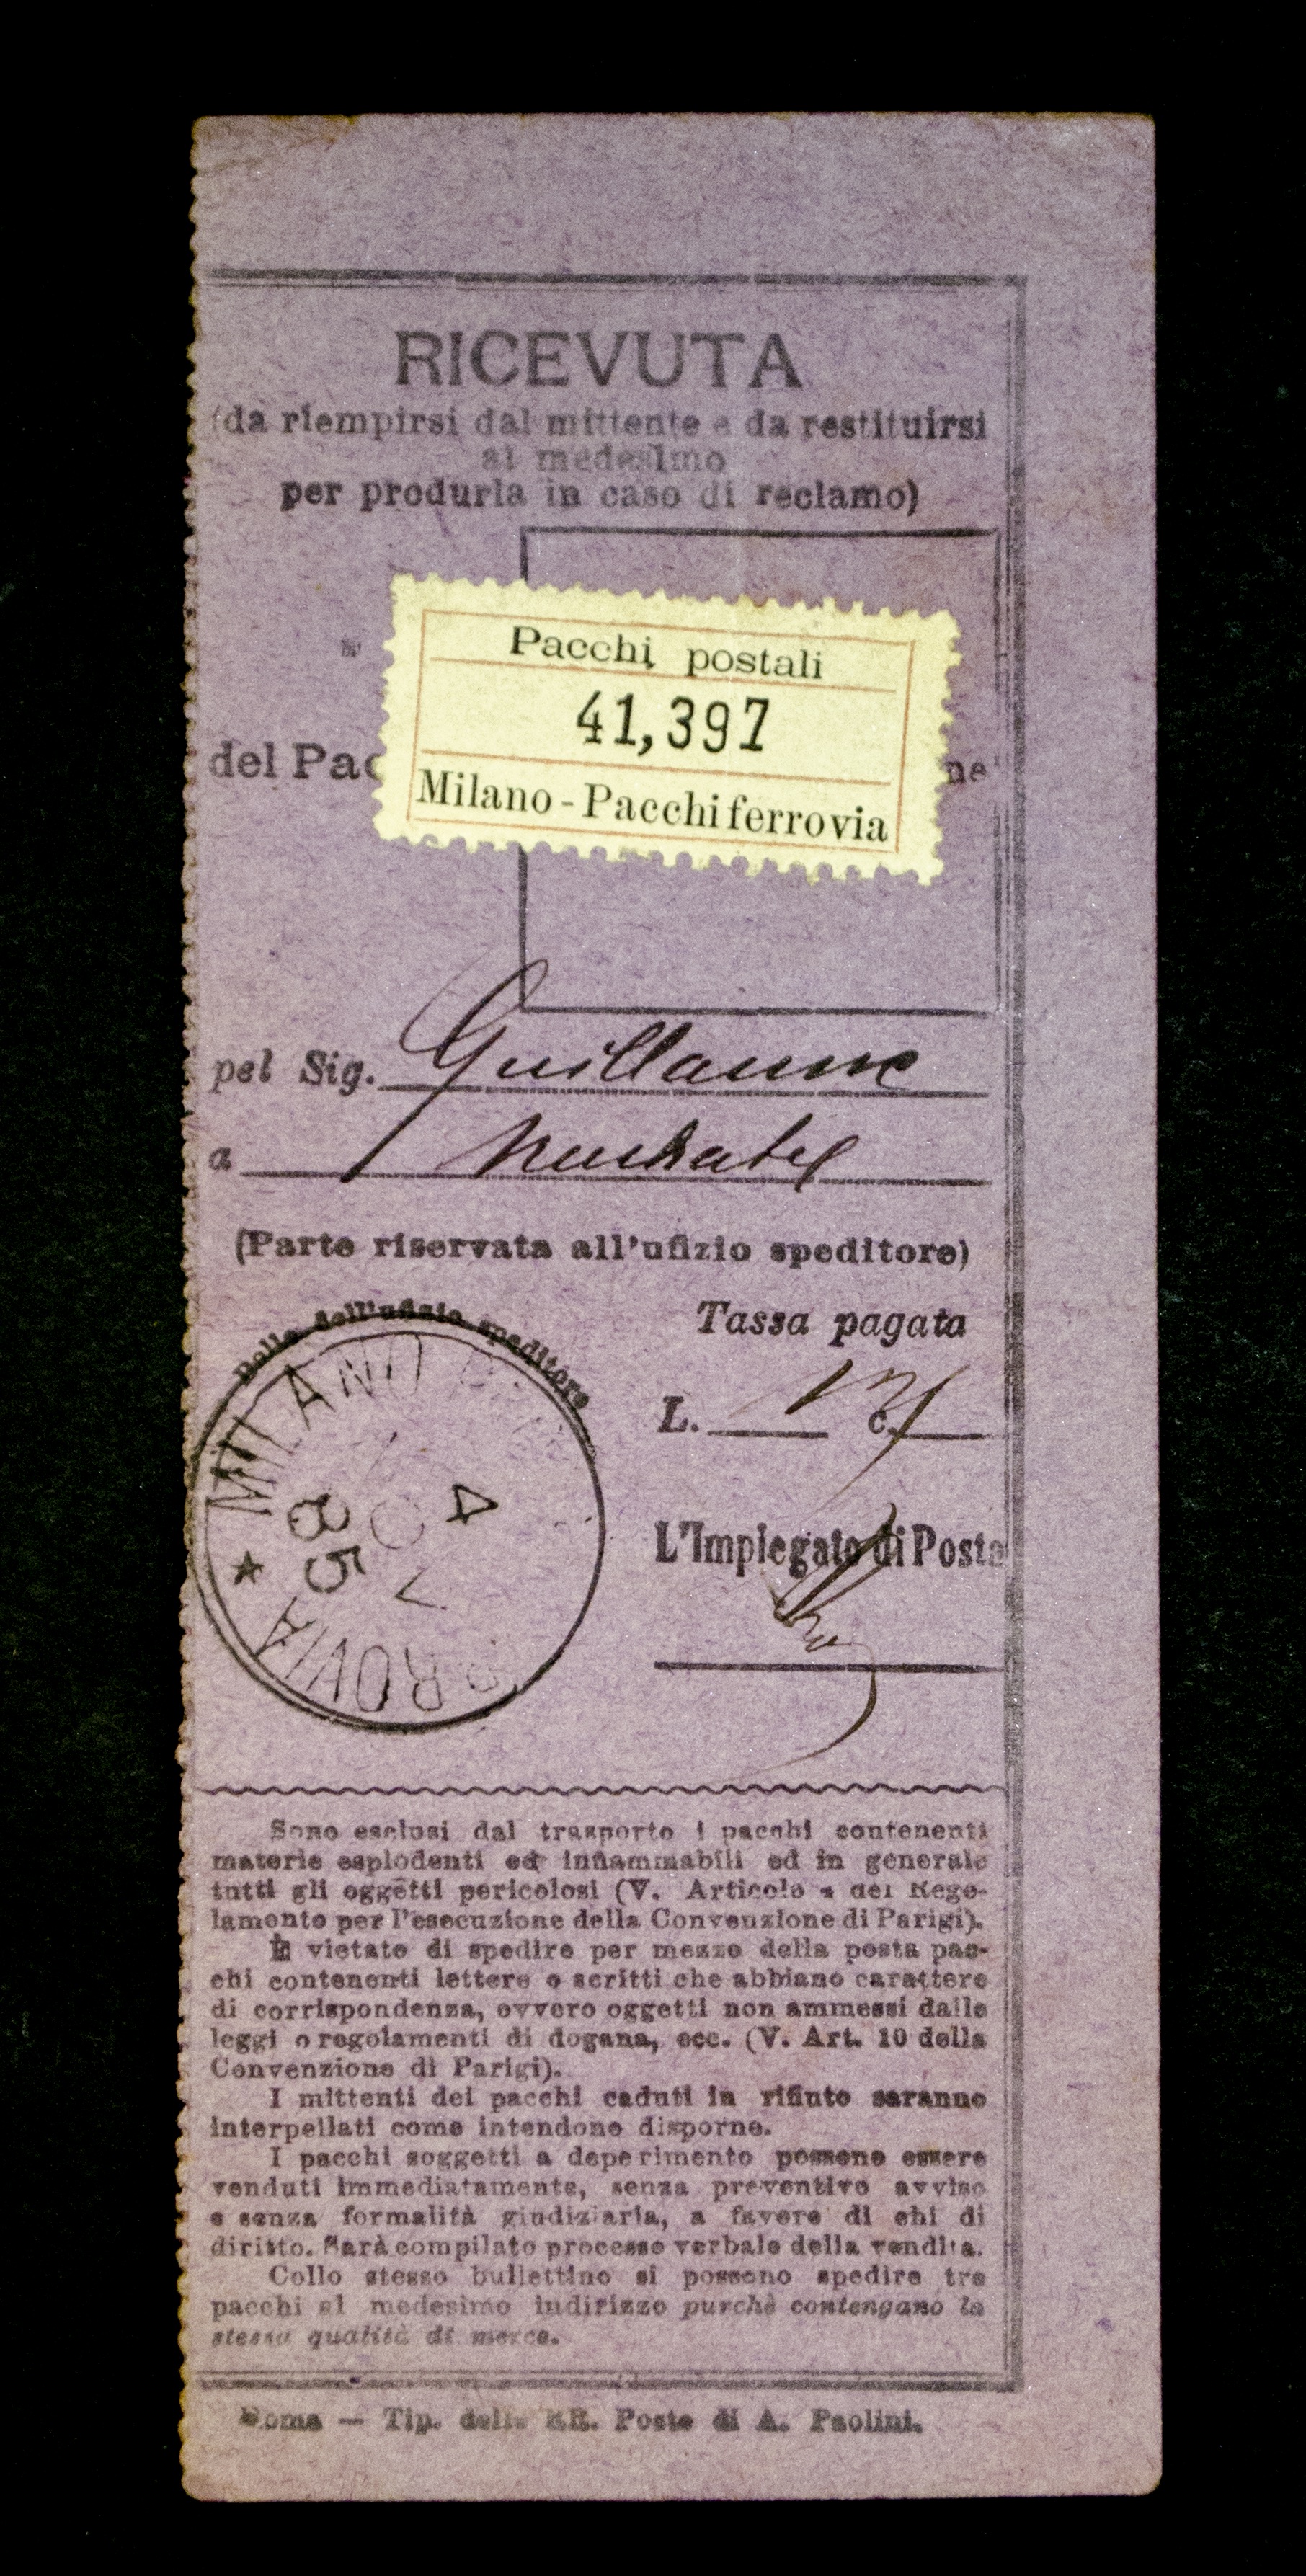 RICEVUTA
(da riempirsi dal mittente e da restituirsi
al medesimo
per produrla in caso di reclamo)
Pacchi postali
41,397
Milano - Pacchi ferrovia
del Pac
ne
pel Sig. Guillaume
a Neuchatel
(Parte riservata all'ufizio speditore)
Bollo dell'ufizio speditore
MILANO
ROVIA
4
85
Tassa pagata
L. c.
L'Impiegato di Posta
Sono esclusi dal trasporto i pacchi contenenti
materie esplodenti ed infiammabili ed in generale
tutti gli oggetti pericolosi (V. Articolo del Rego-
lamento per l'esecuzione della Convenzione di Parigi).
È vietato di spedire per mezzo della posta pac-
chi contenenti lettere o scritti che abbiano carattere
di corrispondenza, ovvero oggetti non ammessi dalle
leggi o regolamenti di dogana, ecc. (V. Art. 10 della
Convenzione di Parigi).
I mittenti dei pacchi caduti in rifiuto saranno
interpellati come intendono disporne.
I pacchi soggetti a deperimento possono essere
venduti immediatamente, senza preventivo avviso
e senza formalità giudiziaria, a favore di chi di
diritto. Sarà compilato processo verbale della vendita.
Collo stesso bullettino si possono spedire tre
pacchi al medesimo indirizzo purchè contengano la
stessa qualità di merce.
Roma — Tip. delle RR. Poste di A. Paolini.